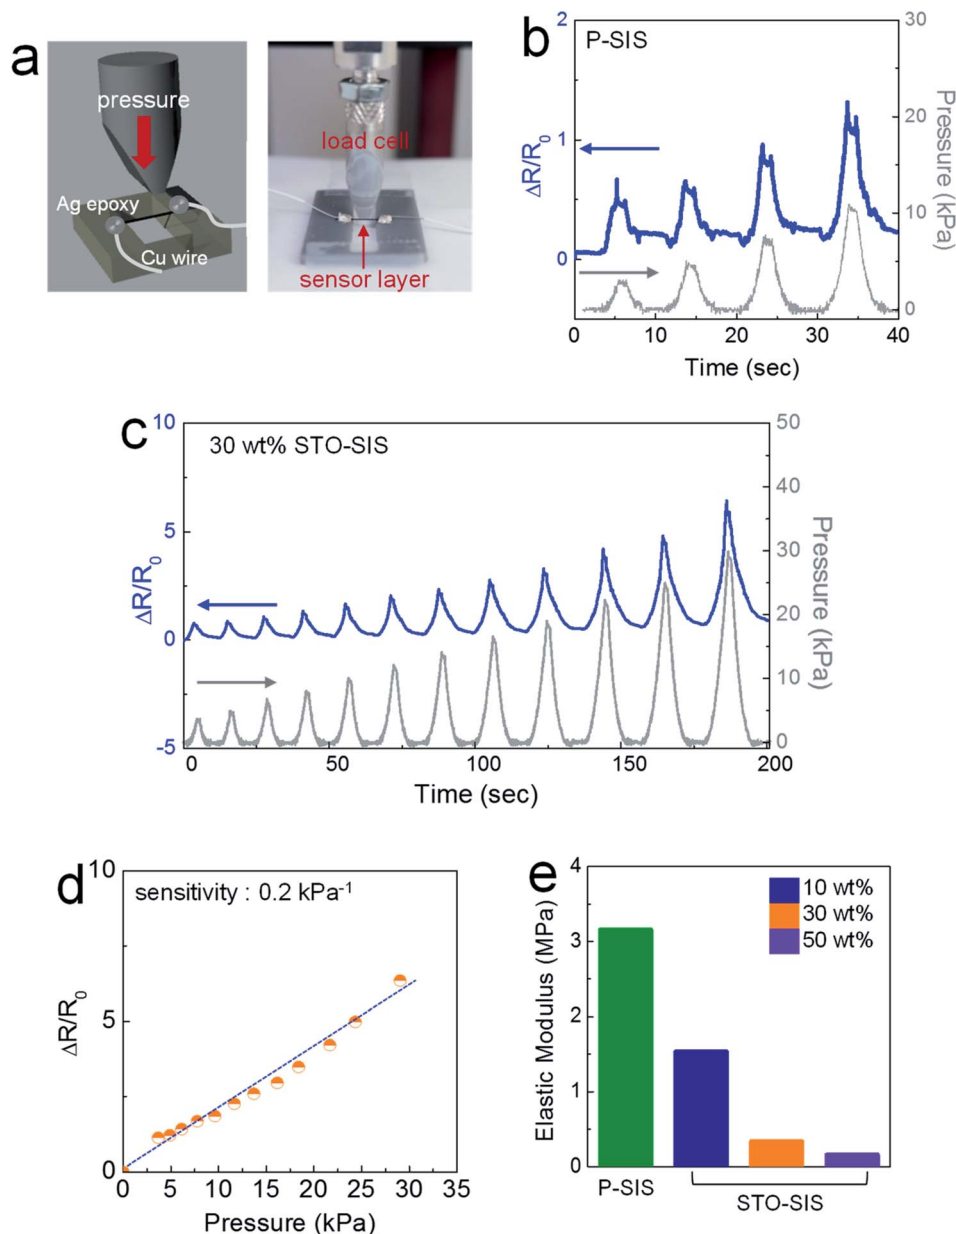 a
pressure
Ag epoxy
Cu wire
load cell
sensor layer
b
P-SIS
2
1
0
ΔR/R₀
30
20
10
0
Pressure (kPa)
0 10 20 30 40
Time (sec)
c
30 wt% STO-SIS
10
5
0
-5
ΔR/R₀
50
40
30
20
10
0
Pressure (kPa)
0 50 100 150 200
Time (sec)
d
sensitivity : 0.2 kPa⁻¹
10
5
0
ΔR/R₀
0 5 10 15 20 25 30 35
Pressure (kPa)
e
10 wt%
30 wt%
50 wt%
4
3
2
1
0
Elastic Modulus (MPa)
P-SIS
STO-SIS